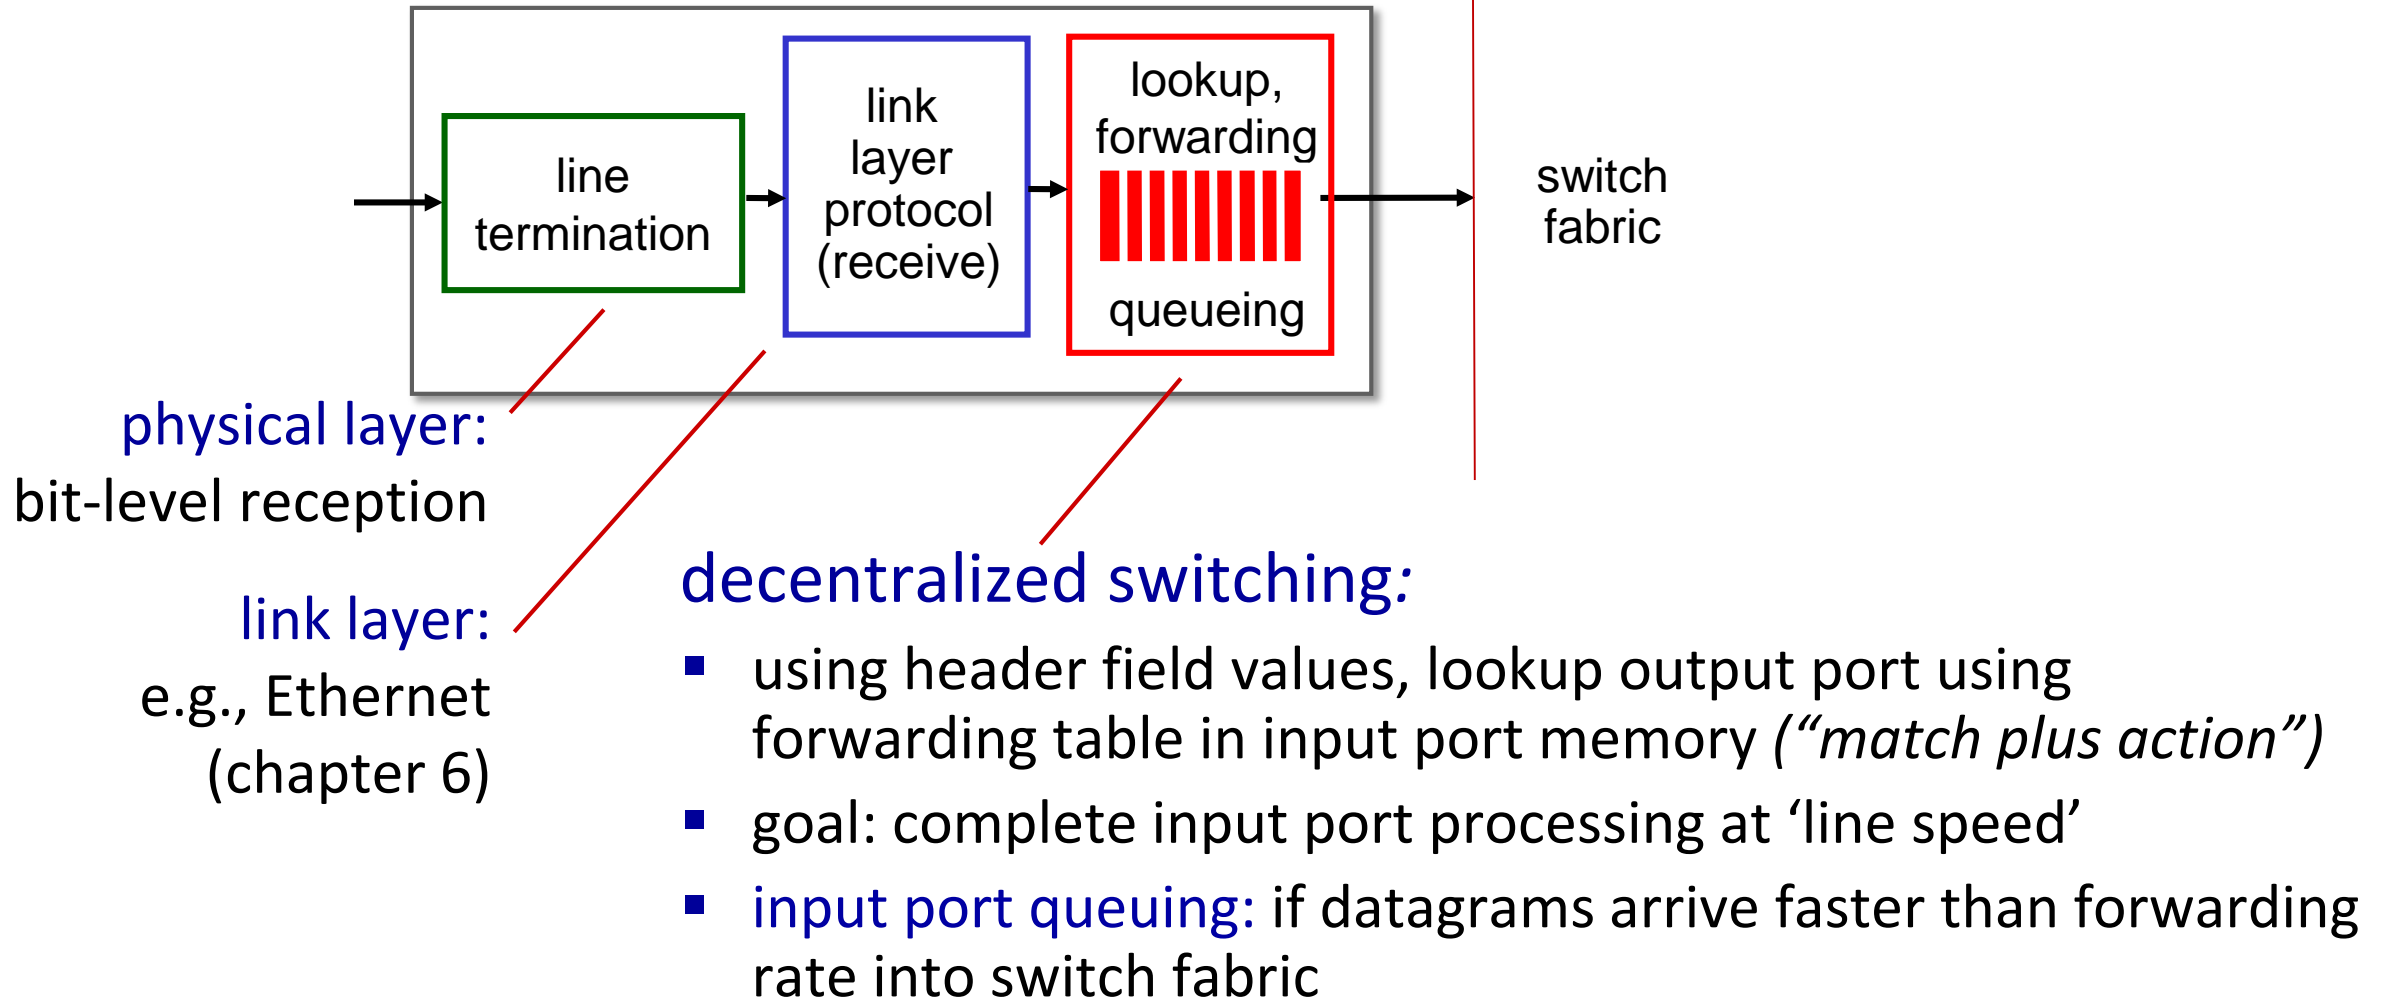 line
termination
link
layer
protocol
(receive)
lookup,
forwarding
queueing
switch
fabric
physical layer:
bit-level reception
link layer:
e.g., Ethernet
(chapter 6)
decentralized switching:
using header field values, lookup output port using
forwarding table in input port memory (“match plus action”)
goal: complete input port processing at ‘line speed’
input port queuing: if datagrams arrive faster than forwarding
rate into switch fabric